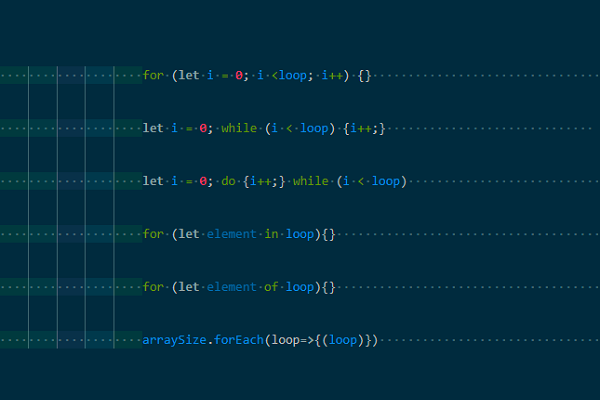 for (let i = 0; i <loop; i++) {}
let i = 0; while (i < loop) {i++;}
let i = 0; do {i++;} while (i < loop)
for (let element in loop){}
for (let element of loop){}
arraySize.forEach(loop=>{(loop)})